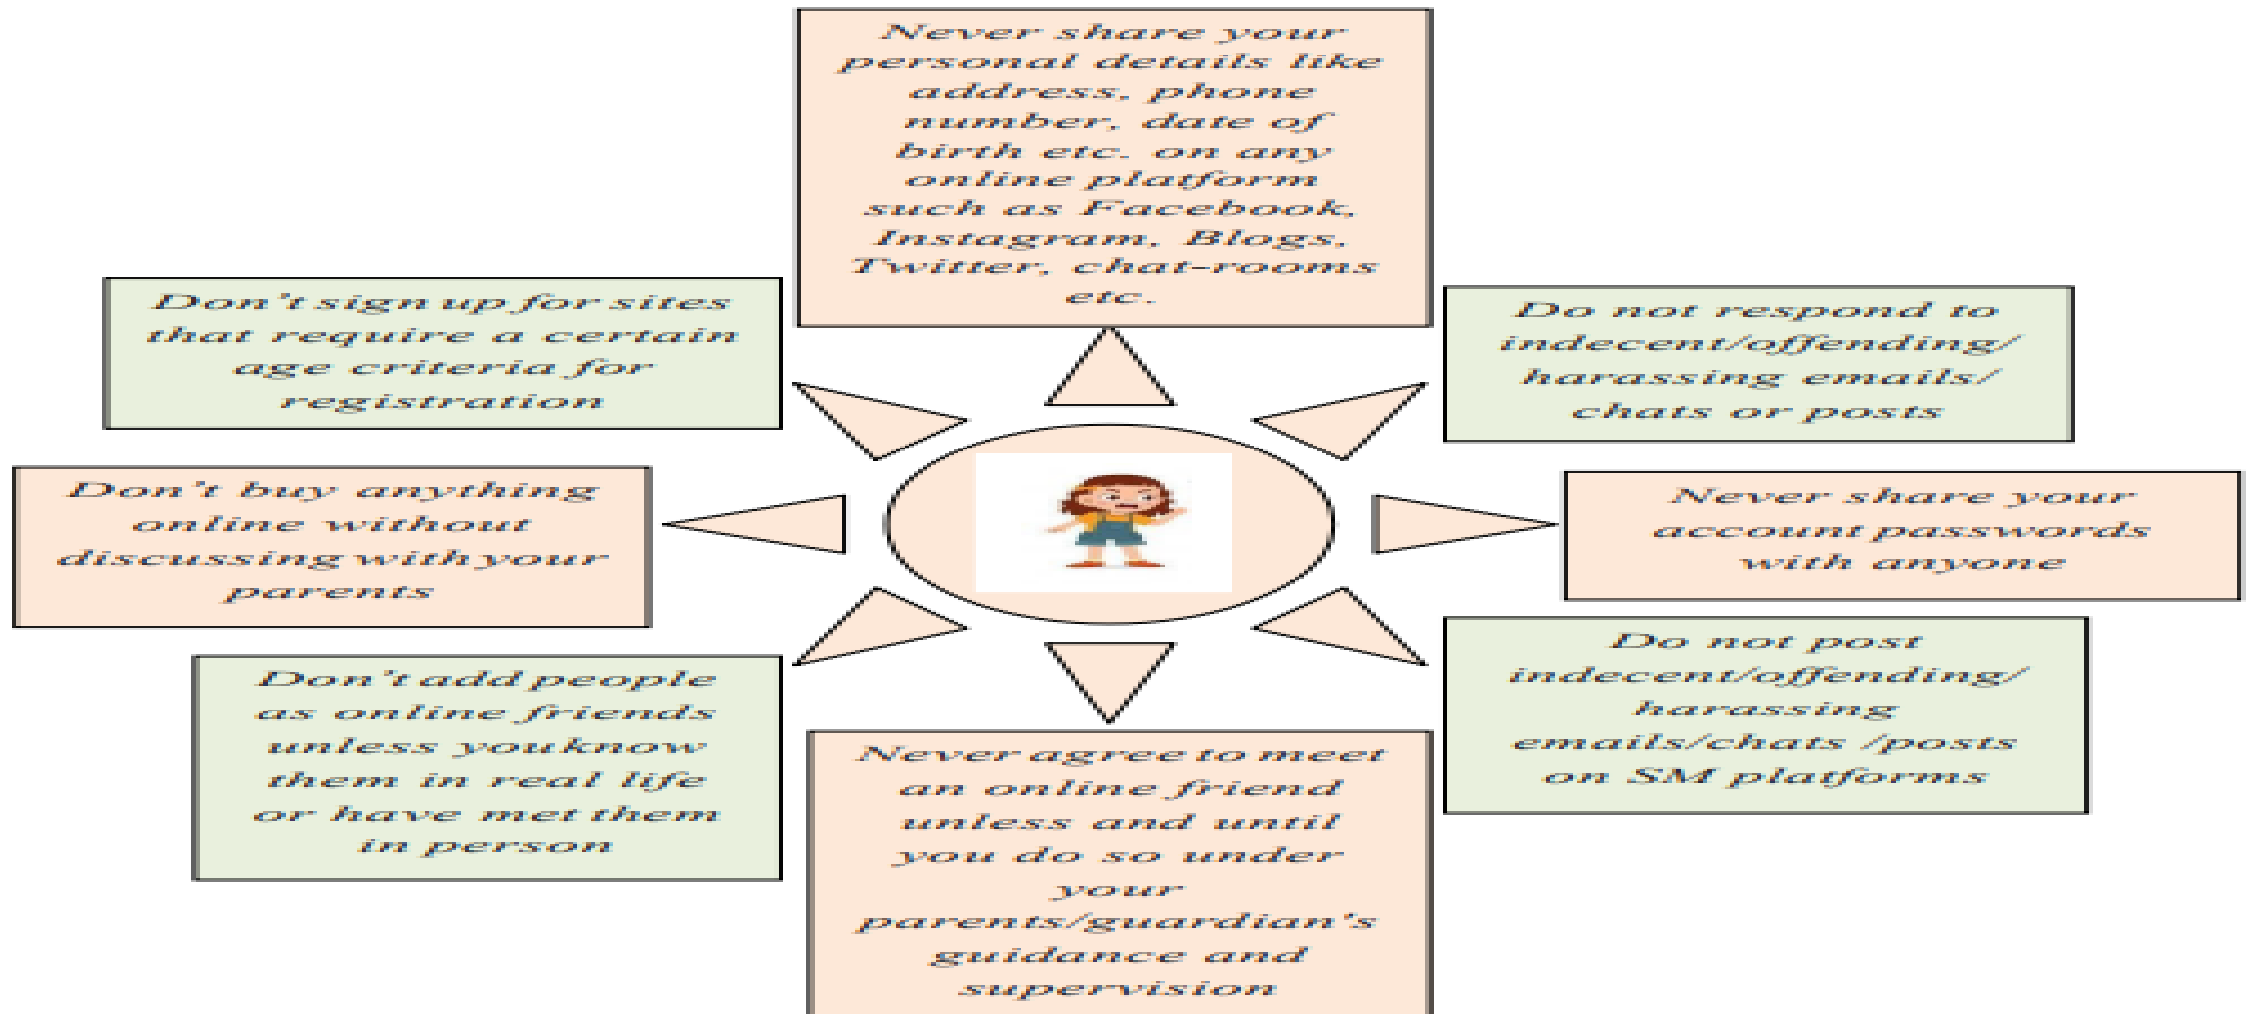 Never share your
personal details like
address, phone
number, date of
birth etc. on any
online platform
such as Facebook,
Instagram, Blogs,
Twitter, chat-rooms
etc.
Don't sign up for sites
that require a certain
age criteria for
registration
Do not respond to
indecent/offending/
harassing emails/
chats or posts
Don't buy anything
online without
discussing with your
parents
Never share your
account passwords
with anyone
Don't add people
as online friends
unless you know
them in real life
or have met them
in person
Do not post
indecent/offending/
harassing
emails/chats /posts
on SM platforms
Never agree to meet
an online friend
unless and until
you do so under
your
parents/guardian's
guidance and
supervision